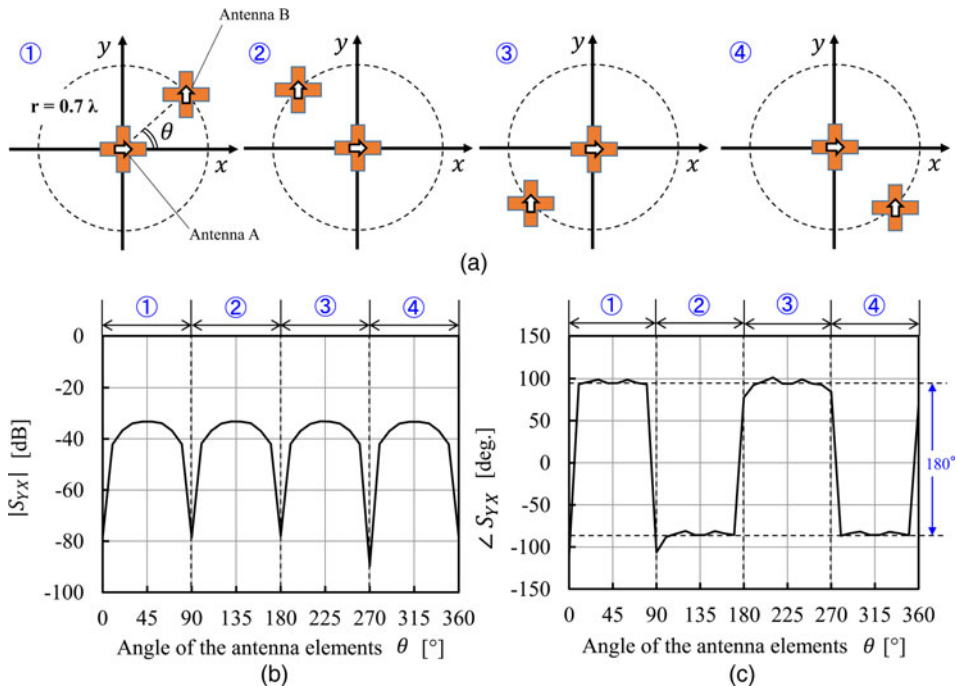 Antenna B
① y ② y ③ y ④ y
r = 0.7 λ
θ
x x x x
Antenna A
(a)
① ② ③ ④
0
-20
-40
-60
-80
-100
|S_YX| [dB]
0 45 90 135 180 225 270 315 360
Angle of the antenna elements θ [°]
(b)
① ② ③ ④
150
100
50
0
-50
-100
-150
∠ S_YX [deg.]
180°
0 45 90 135 180 225 270 315 360
Angle of the antenna elements θ [°]
(c)